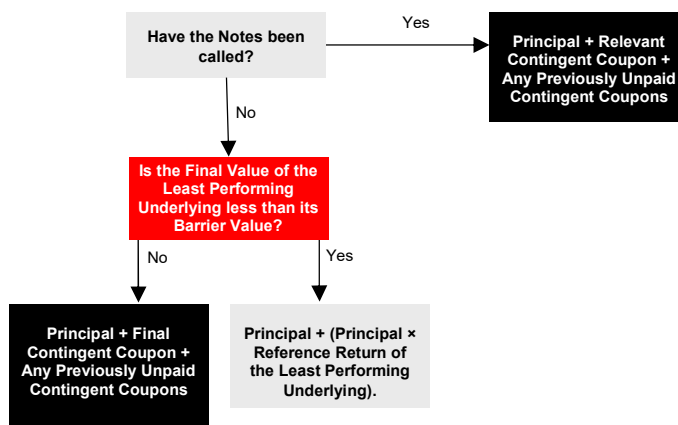 Have the Notes been
called?
Yes
Principal + Relevant
Contingent Coupon +
Any Previously Unpaid
Contingent Coupons
No
Is the Final Value of the
Least Performing
Underlying less than its
Barrier Value?
No
Yes
Principal + Final
Contingent Coupon +
Any Previously Unpaid
Contingent Coupons
Principal + (Principal ×
Reference Return of
the Least Performing
Underlying).